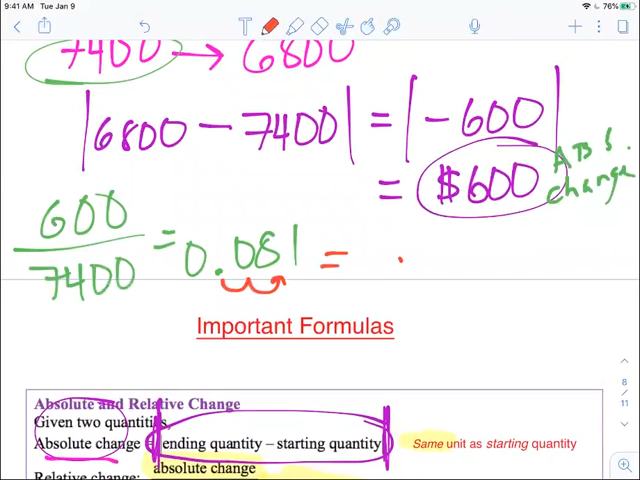 9:41 AM Tue Jan 9
76%
7400 → 6800
|6800 − 7400| = |−600|
= $600
ABS.
change
600
7400
= 0.081 = .
8
11
Important Formulas
Absolute and Relative Change
Given two quantities,
Absolute change = |ending quantity – starting quantity|
Same unit as starting quantity
absolute change
Relative change: